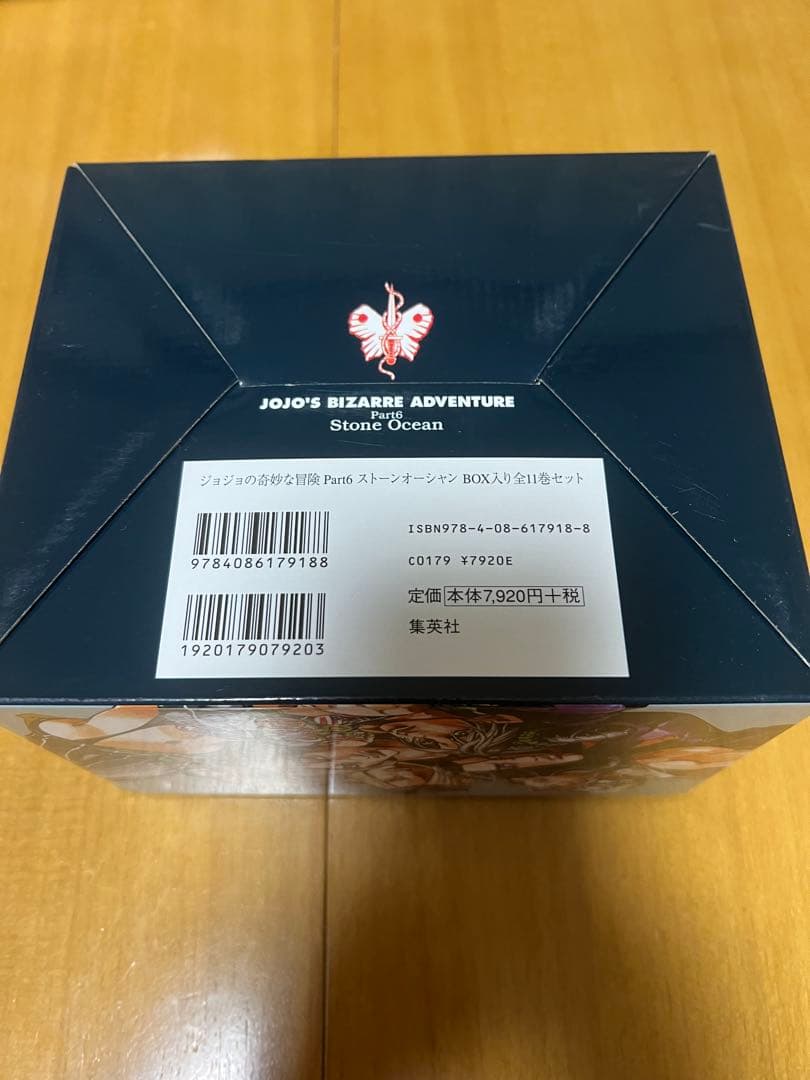 JOJO'S BIZARRE ADVENTURE
Part6
Stone Ocean
ジョジョの奇妙な冒険 Part6 ストーンオーシャン BOX入り全11巻セット
9784086179188
1920179079203
ISBN978-4-08-617918-8
C0179 ¥7920E
定価 本体7,920円+税
集英社